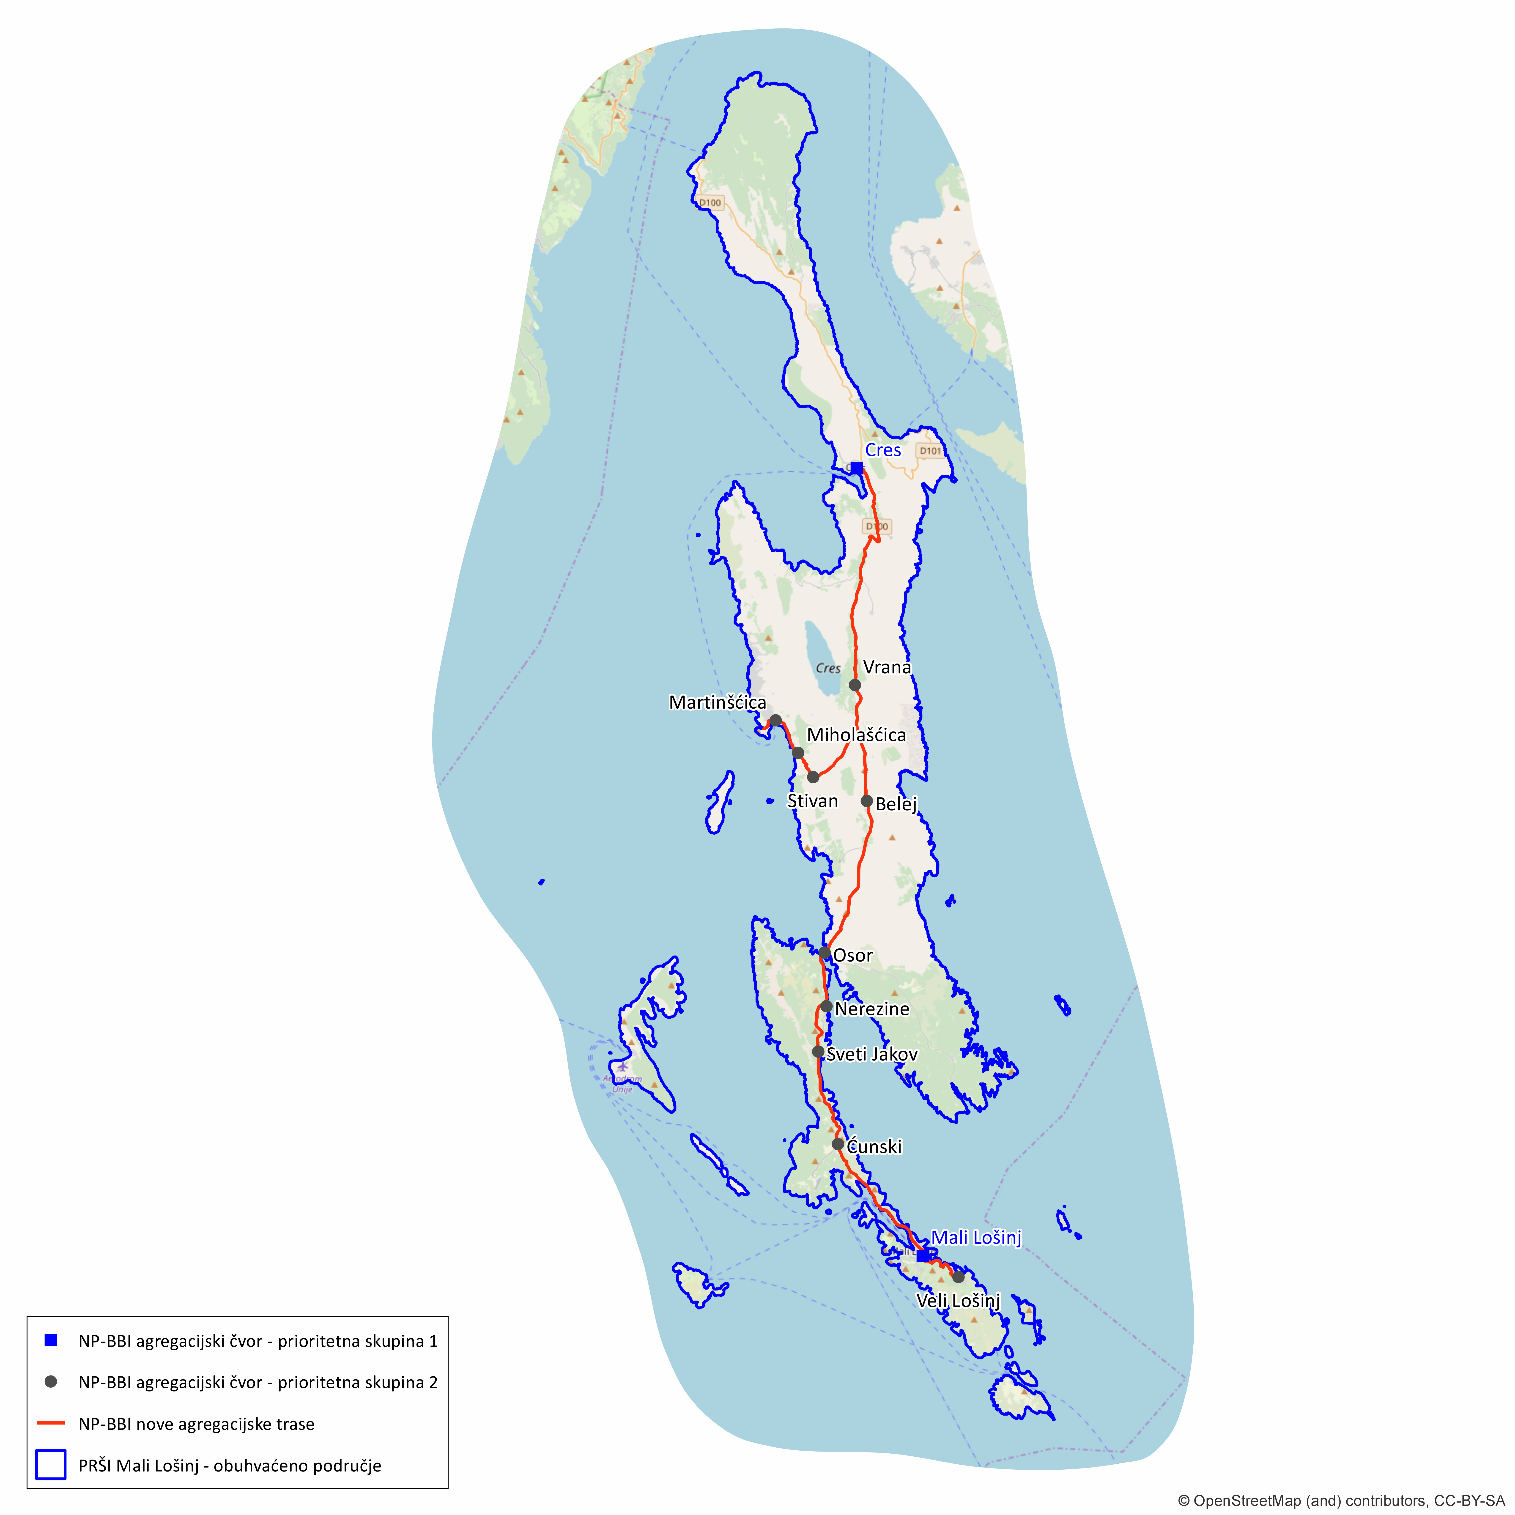 D100
Cres
D101
D100
Cres
Vrana
Martinšćica
Miholašćica
Stivan
Belej
Osor
Nerezine
Sveti Jakov
Aerodrom
Unije
Ćunski
Mali Lošinj
Veli Lošinj
NP-BBI agregacijski čvor - prioritetna skupina 1
NP-BBI agregacijski čvor - prioritetna skupina 2
NP-BBI nove agregacijske trase
PRŠI Mali Lošinj - obuhvaćeno područje
© OpenStreetMap (and) contributors, CC-BY-SA